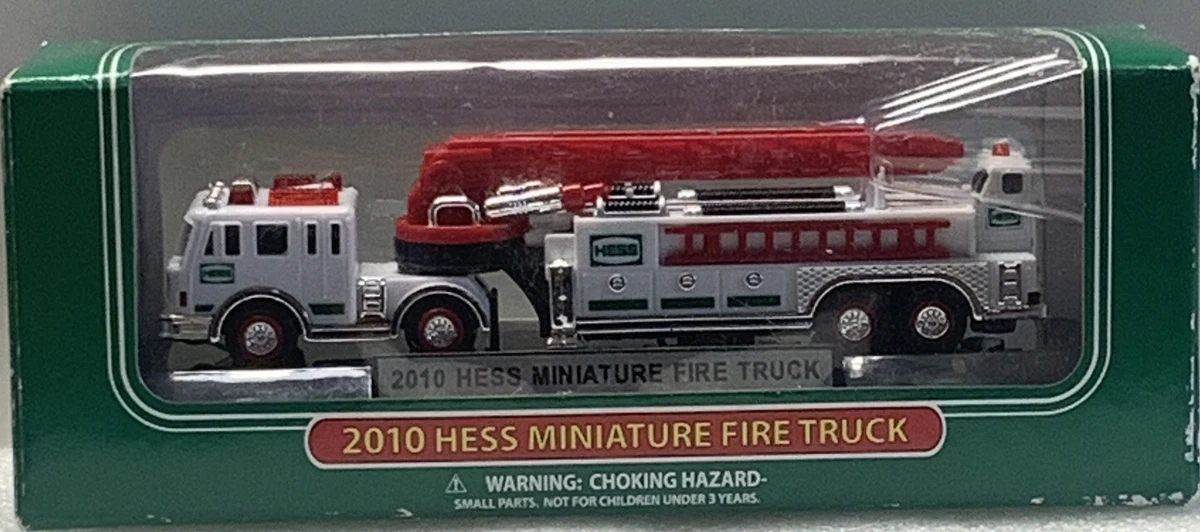 HESS
HESS
2010 HESS MINIATURE FIRE TRUCK
2010 HESS MINIATURE FIRE TRUCK
⚠ WARNING: CHOKING HAZARD-
SMALL PARTS. NOT FOR CHILDREN UNDER 3 YEARS.